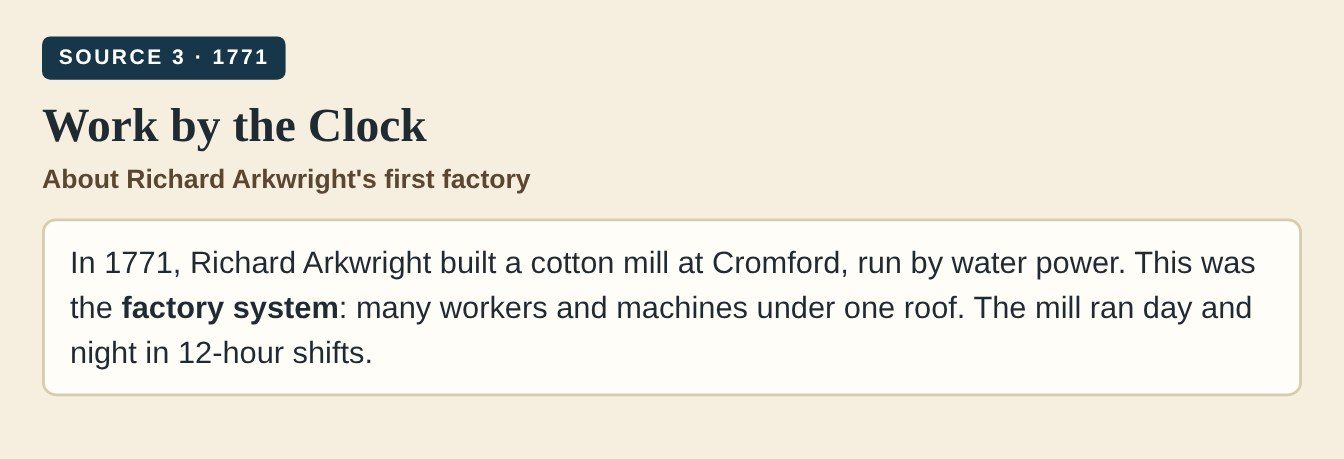 SOURCE 3 · 1771
Work by the Clock
About Richard Arkwright's first factory
In 1771, Richard Arkwright built a cotton mill at Cromford, run by water power. This was
the factory system: many workers and machines under one roof. The mill ran day and
night in 12-hour shifts.